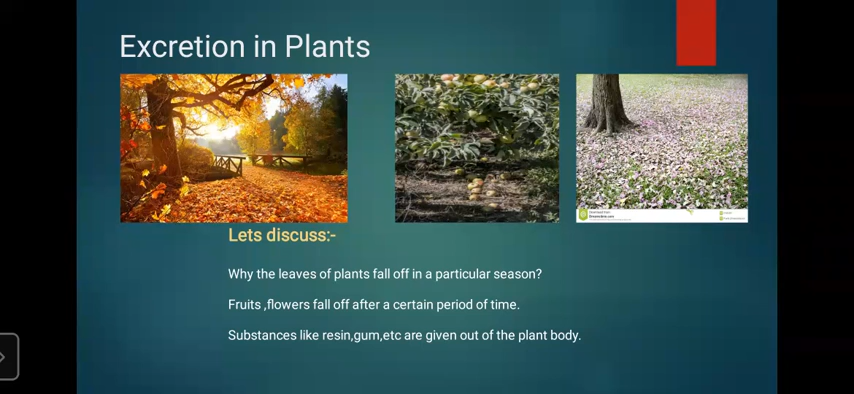 Excretion in Plants
Lets discuss:-
Why the leaves of plants fall off in a particular season?
Fruits ,flowers fall off after a certain period of time.
Substances like resin,gum,etc are given out of the plant body.